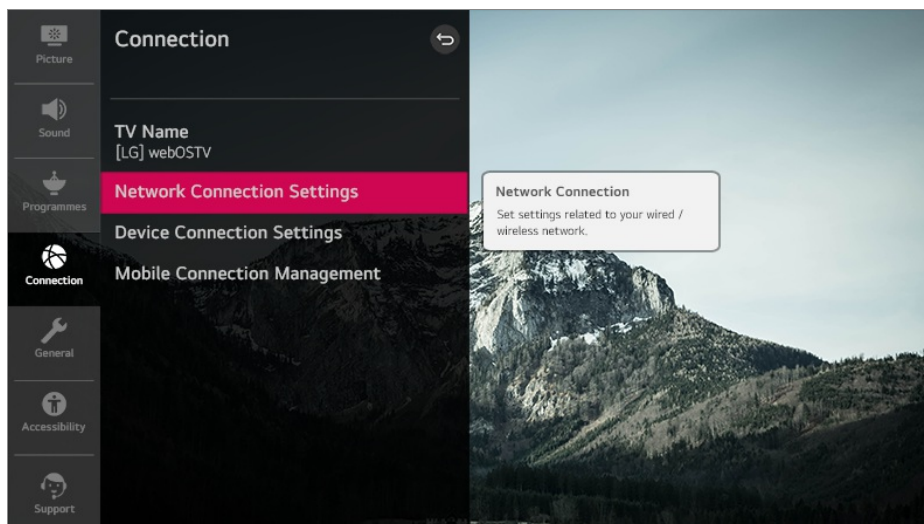 Picture
Sound
Programmes
Connection
General
Accessibility
Support
Connection
TV Name
[LG] webOSTV
Network Connection Settings
Device Connection Settings
Mobile Connection Management
Network Connection
Set settings related to your wired /
wireless network.